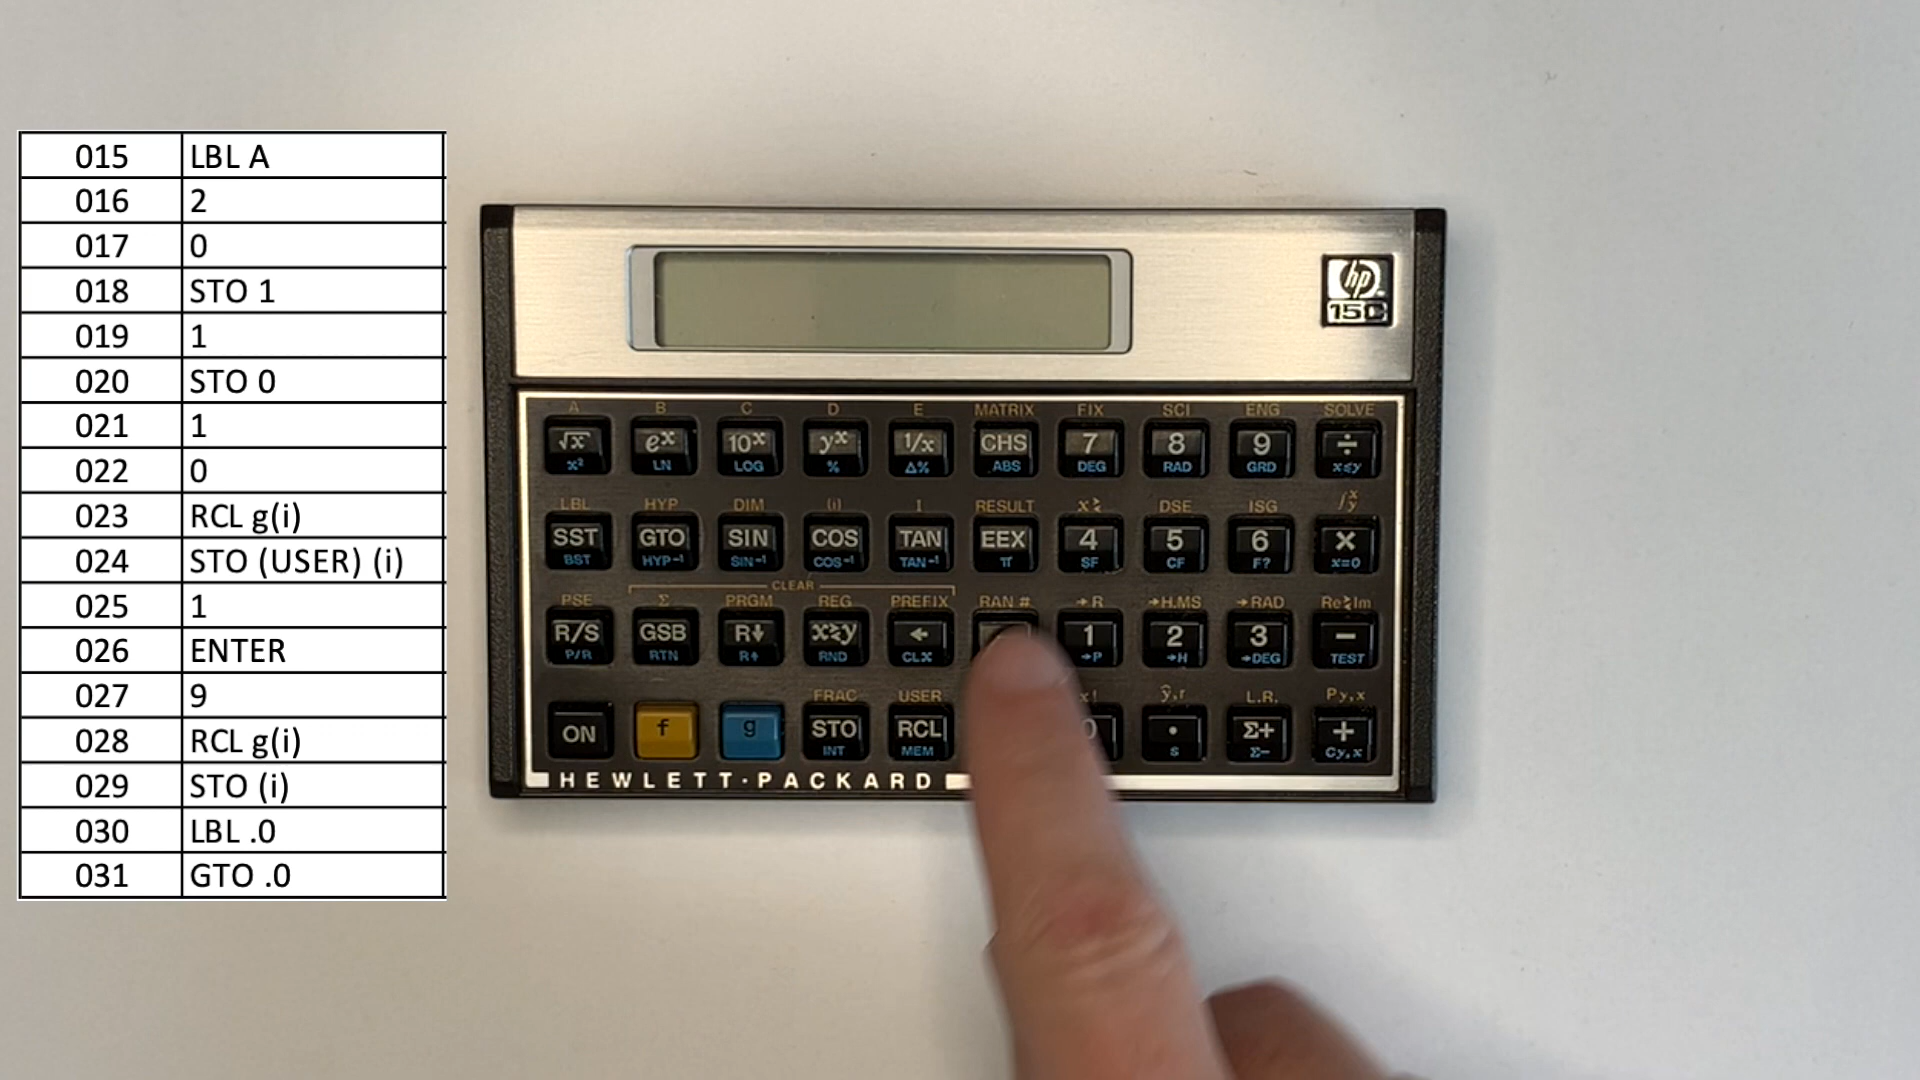 015 LBL A
016 2
017 0
018 STO 1
019 1
020 STO 0
021 1
022 0
023 RCL g(i)
024 STO (USER) (i)
025 1
026 ENTER
027 9
028 RCL g(i)
029 STO (i)
030 LBL .0
031 GTO .0
hp
15C
A B C D E MATRIX FIX SCI ENG SOLVE
√x eˣ 10ˣ yˣ 1/x CHS 7 8 9 ÷
x² LN LOG % Δ% ABS DEG RAD GRD x≤y
LBL HYP DIM (i) I RESULT x≷ DSE ISG ∫xy
SST GTO SIN COS TAN EEX 4 5 6 ×
BST HYP⁻¹ SIN⁻¹ COS⁻¹ TAN⁻¹ π SF CF F? x=0
CLEAR
PSE Σ PRGM REG PREFIX RAN # →R →H.MS →RAD Re≷Im
R/S GSB R↓ x≷y ← 1 2 3 −
P/R RTN R↑ RND CLx →P →H →DEG TEST
FRAC USER x! ŷ,r L.R. Py,x
ON f g STO RCL 0 • Σ+ +
INT MEM S Σ− Cy,x
HEWLETT·PACKARD